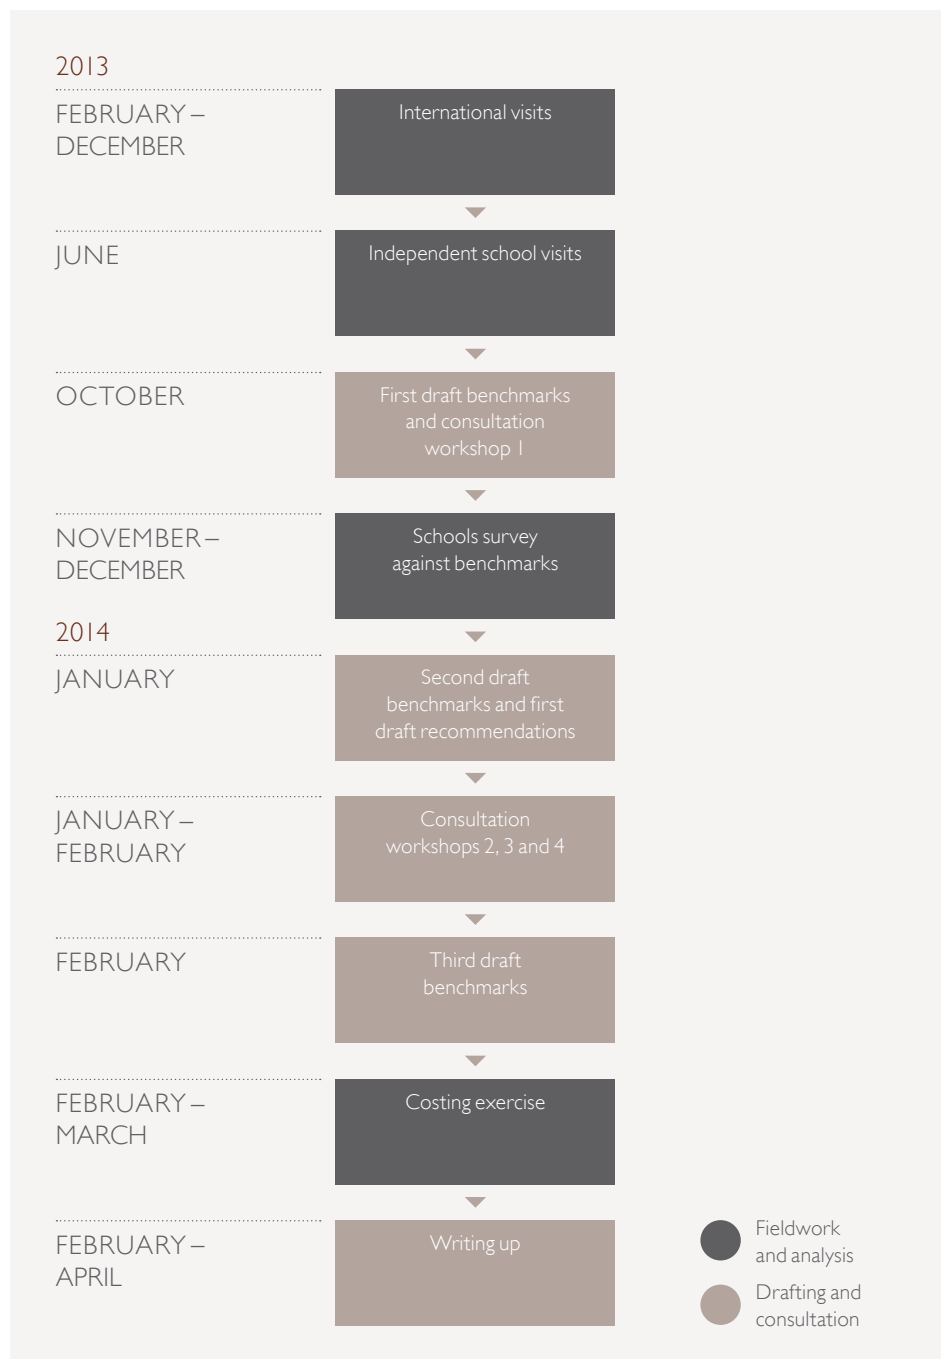 2013
FEBRUARY –
DECEMBER
International visits
JUNE
Independent school visits
OCTOBER
First draft benchmarks
and consultation
workshop 1
NOVEMBER –
DECEMBER
Schools survey
against benchmarks
2014
JANUARY
Second draft
benchmarks and first
draft recommendations
JANUARY –
FEBRUARY
Consultation
workshops 2, 3 and 4
FEBRUARY
Third draft
benchmarks
FEBRUARY –
MARCH
Costing exercise
FEBRUARY –
APRIL
Writing up
Fieldwork
and analysis
Drafting and
consultation